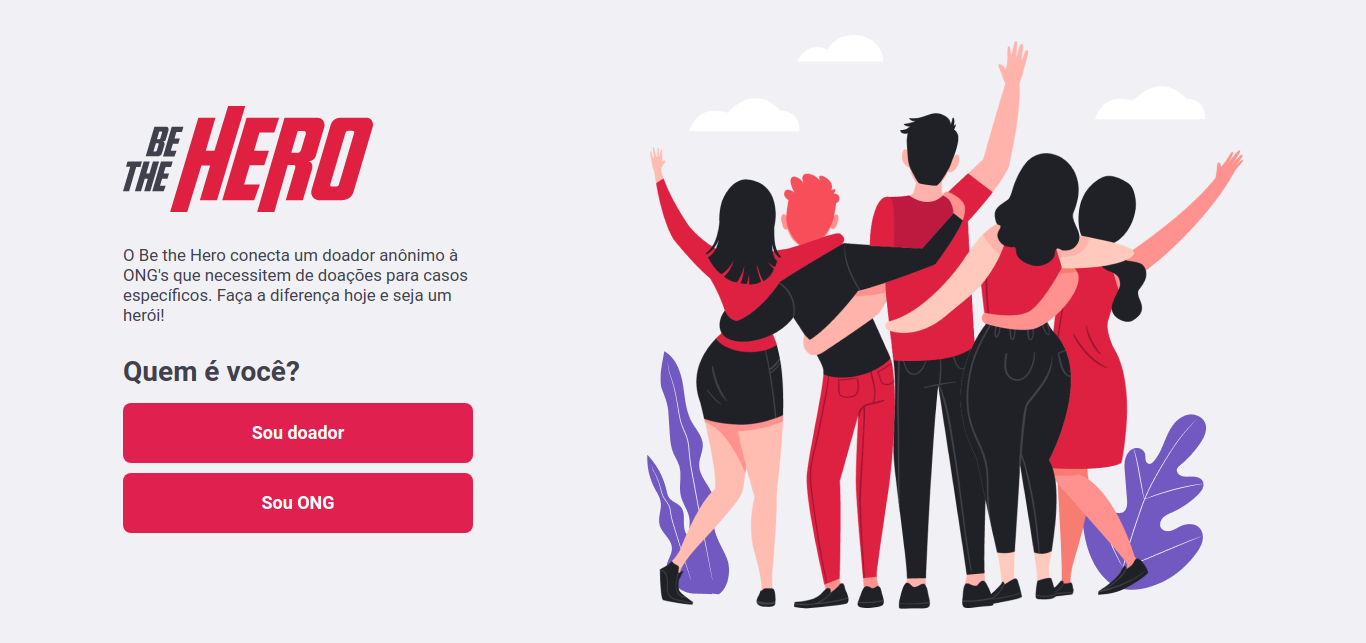 BE
THE
HERO
O Be the Hero conecta um doador anônimo à
ONG's que necessitem de doações para casos
específicos. Faça a diferença hoje e seja um
herói!
Quem é você?
Sou doador
Sou ONG